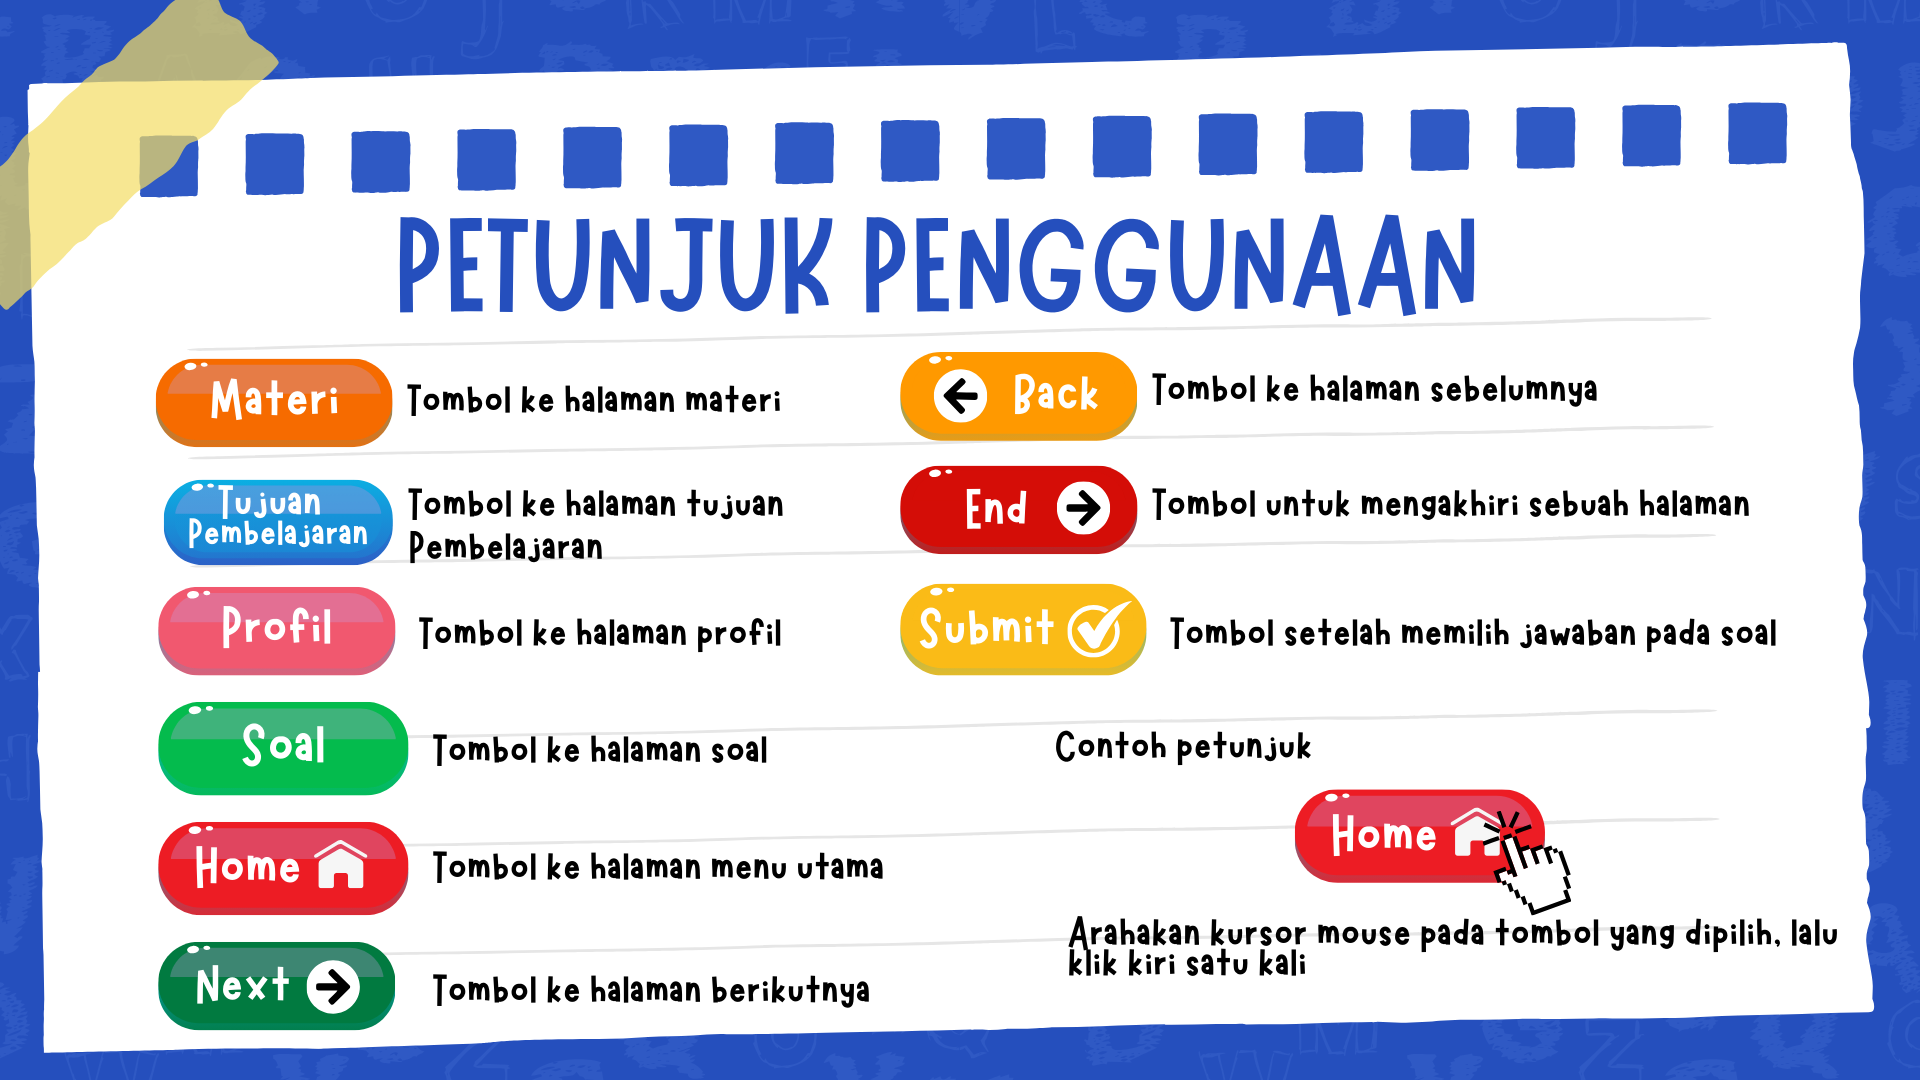 PETUNJUK PENGGUNAAN
Materi
Tombol ke halaman materi
Tujuan
Pembelajaran
Tombol ke halaman tujuan
Pembelajaran
Profil
Tombol ke halaman profil
Soal
Tombol ke halaman soal
Home
Tombol ke halaman menu utama
Next
Tombol ke halaman berikutnya
Back
Tombol ke halaman sebelumnya
End
Tombol untuk mengakhiri sebuah halaman
Submit
Tombol setelah memilih jawaban pada soal
Contoh petunjuk
Home
Arahakan kursor mouse pada tombol yang dipilih, lalu
klik kiri satu kali